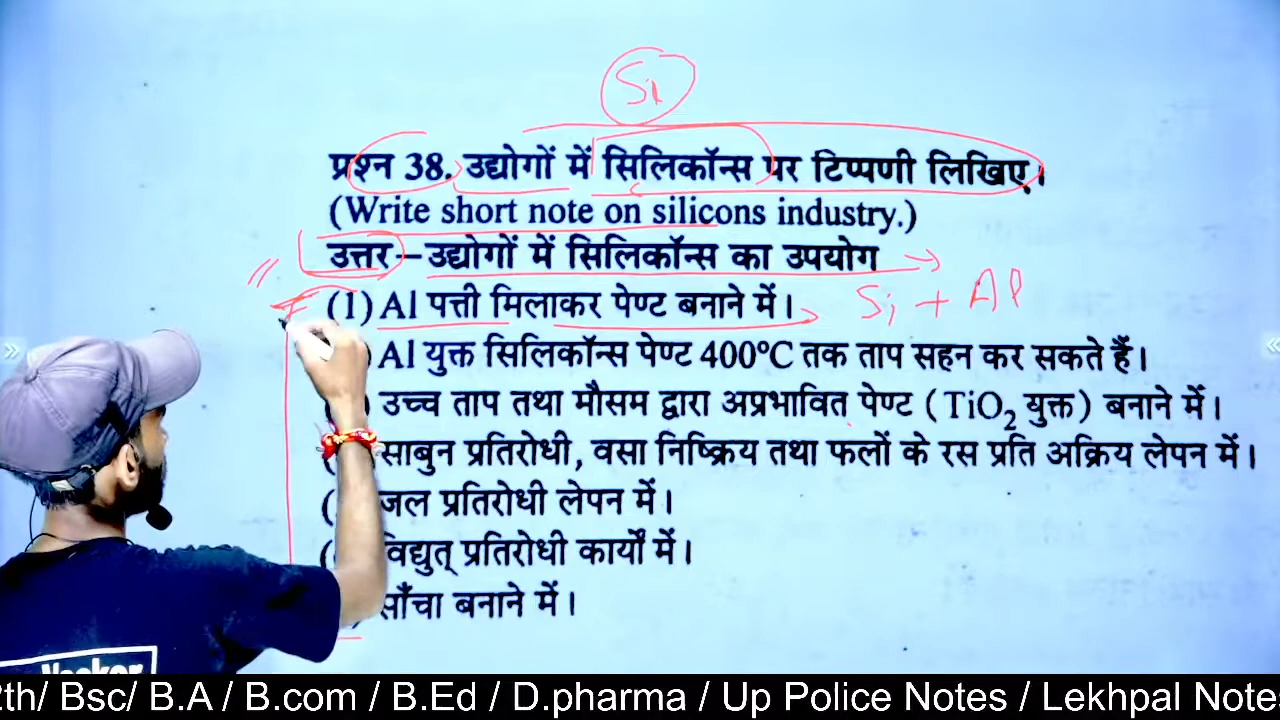 Si
प्रश्न 38. उद्योगों में सिलिकॉन्स पर टिप्पणी लिखिए।
(Write short note on silicons industry.)
उत्तर–उद्योगों में सिलिकॉन्स का उपयोग
(1) Al पत्ती मिलाकर पेण्ट बनाने में।
Si + Al
) Al युक्त सिलिकॉन्स पेण्ट 400°C तक ताप सहन कर सकते हैं।
( ) उच्च ताप तथा मौसम द्वारा अप्रभावित पेण्ट (TiO₂ युक्त) बनाने में।
( साबुन प्रतिरोधी, वसा निष्क्रिय तथा फलों के रस प्रति अक्रिय लेपन में।
( जल प्रतिरोधी लेपन में।
( विद्युत् प्रतिरोधी कार्यों में।
साँचा बनाने में।
2th/ Bsc/ B.A / B.com / B.Ed / D.pharma / Up Police Notes / Lekhpal Note